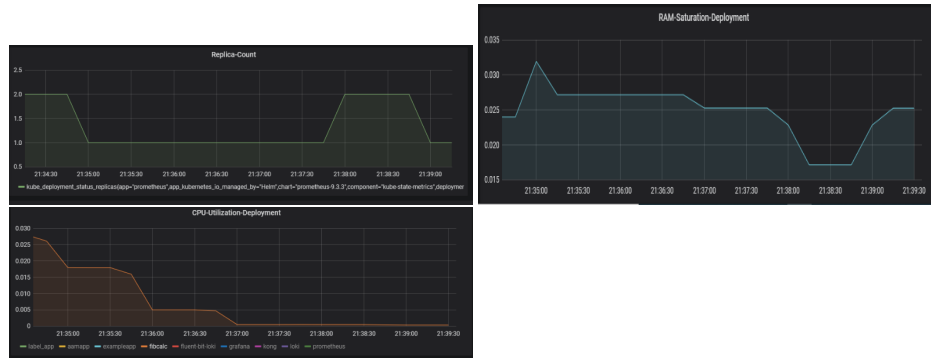 Replica-Count
2.5
2.0
1.5
1.0
0.5
21:34:30 21:35:00 21:35:30 21:36:00 21:36:30 21:37:00 21:37:30 21:38:00 21:38:30 21:39:00
kube_deployment_status_replicas{app="prometheus",app_kubernetes_io_managed_by="Helm",chart="prometheus-9.3.3",component="kube-state-metrics",deploymer
RAM-Saturation-Deployment
0.035
0.030
0.025
0.020
0.015
21:35:00 21:35:30 21:36:00 21:36:30 21:37:00 21:37:30 21:38:00 21:38:30 21:39:00 21:39:30
CPU-Utilization-Deployment
0.030
0.025
0.020
0.015
0.010
0.005
0
21:35:00 21:35:30 21:36:00 21:36:30 21:37:00 21:37:30 21:38:00 21:38:30 21:39:00 21:39:30
label_app aamapp exampleapp fibcalc fluent-bit-loki grafana kong loki prometheus